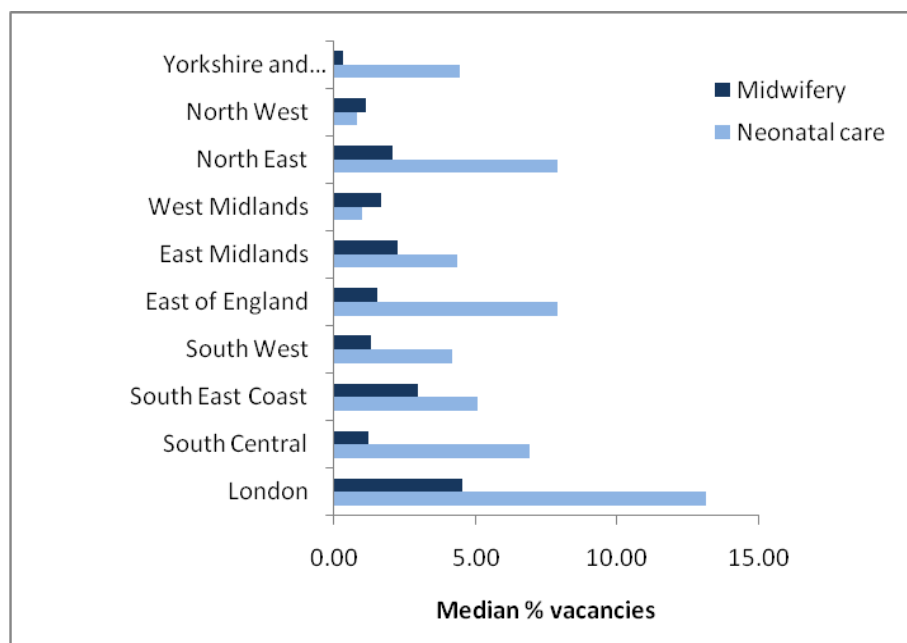 Yorkshire and...
North West
North East
West Midlands
East Midlands
East of England
South West
South East Coast
South Central
London
Midwifery
Neonatal care
0.00 5.00 10.00 15.00
Median % vacancies